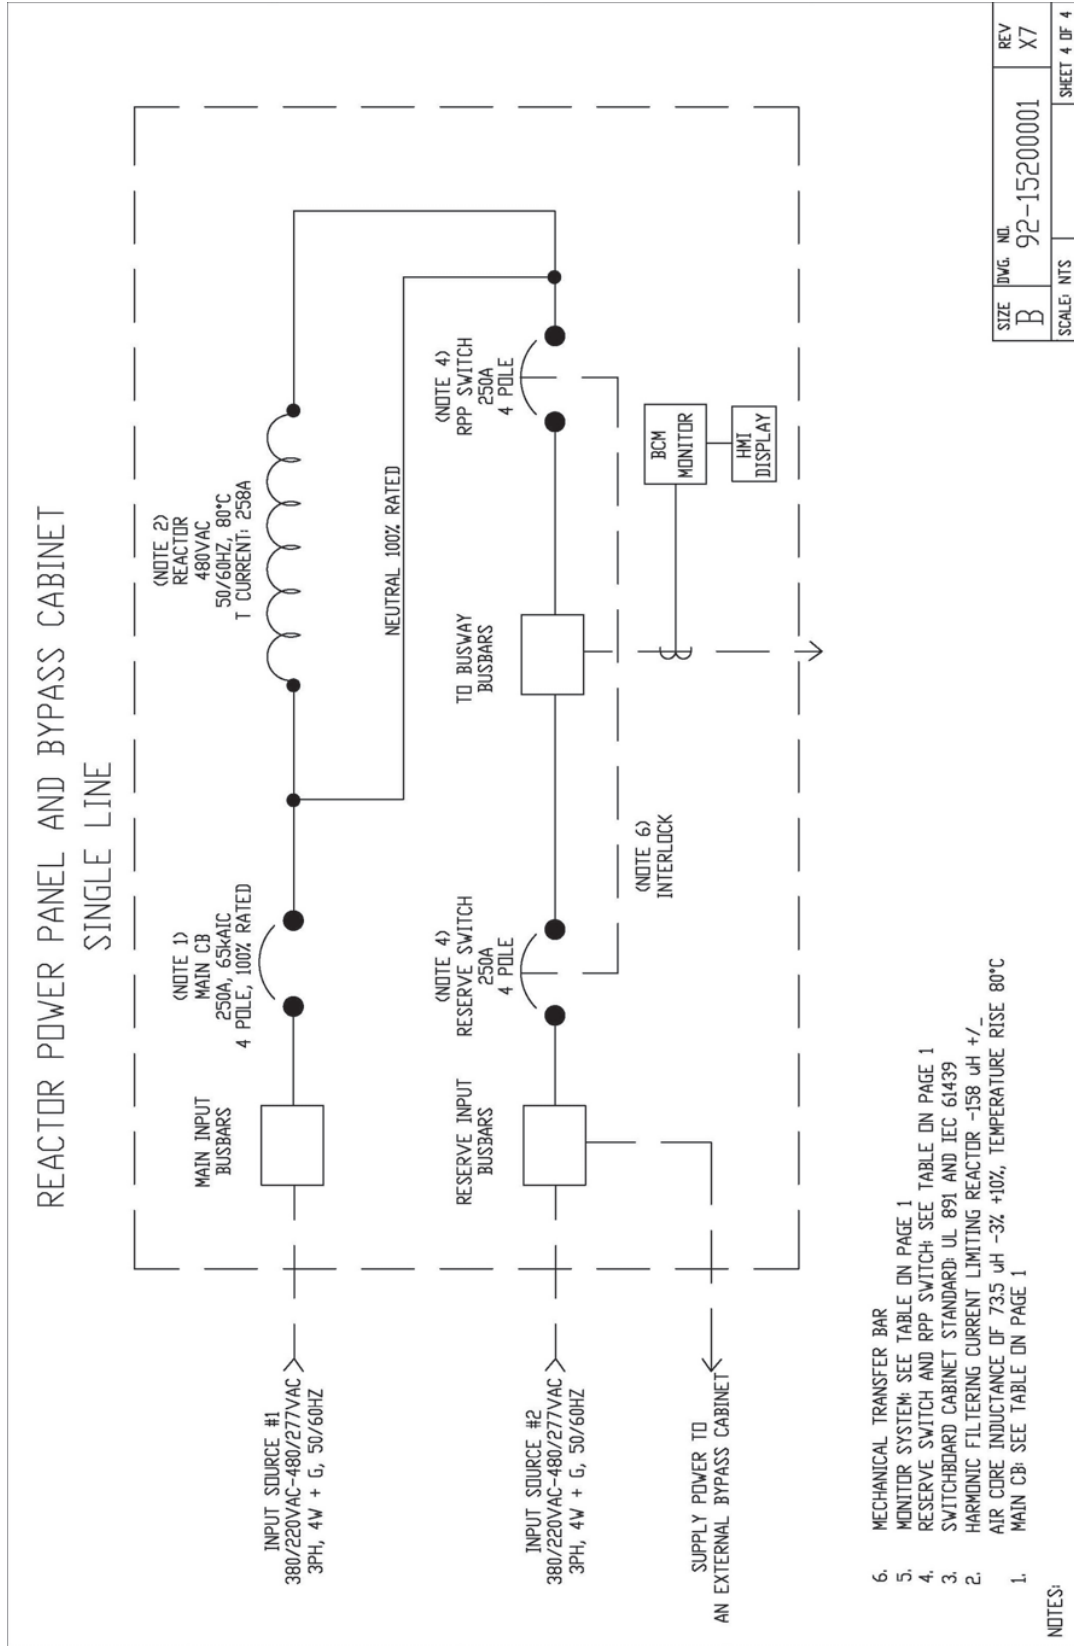 REACTOR POWER PANEL AND BYPASS CABINET
SINGLE LINE
(NOTE 1)
MAIN CB
250A, 65kAIC
4 POLE, 100% RATED
MAIN INPUT
BUSBARS
(NOTE 2)
REACTOR
480VAC
50/60HZ, 80°C
T CURRENT: 258A
NEUTRAL 100% RATED
INPUT SOURCE #1
380/220VAC-480/277VAC
3PH, 4W + G, 50/60HZ
RESERVE INPUT
BUSBARS
(NOTE 4)
RESERVE SWITCH
250A
4 POLE
TO BUSWAY
BUSBARS
(NOTE 4)
RPP SWITCH
250A
4 POLE
INPUT SOURCE #2
380/220VAC-480/277VAC
3PH, 4W + G, 50/60HZ
(NOTE 6)
INTERLOCK
BCM
MONITOR
HMI
DISPLAY
SUPPLY POWER TO
AN EXTERNAL BYPASS CABINET
6. MECHANICAL TRANSFER BAR
5. MONITOR SYSTEM: SEE TABLE ON PAGE 1
4. RESERVE SWITCH AND RPP SWITCH: SEE TABLE ON PAGE 1
3. SWITCHBOARD CABINET STANDARD: UL 891 AND IEC 61439
2. HARMONIC FILTERING CURRENT LIMITING REACTOR -158 uH +/_
AIR CORE INDUCTANCE OF 73.5 uH -3% +10%, TEMPERATURE RISE 80°C
1. MAIN CB: SEE TABLE ON PAGE 1
NOTES:
SIZE
B
DWG. NO.
92-15200001
REV
X7
SCALE: NTS
SHEET 4 OF 4